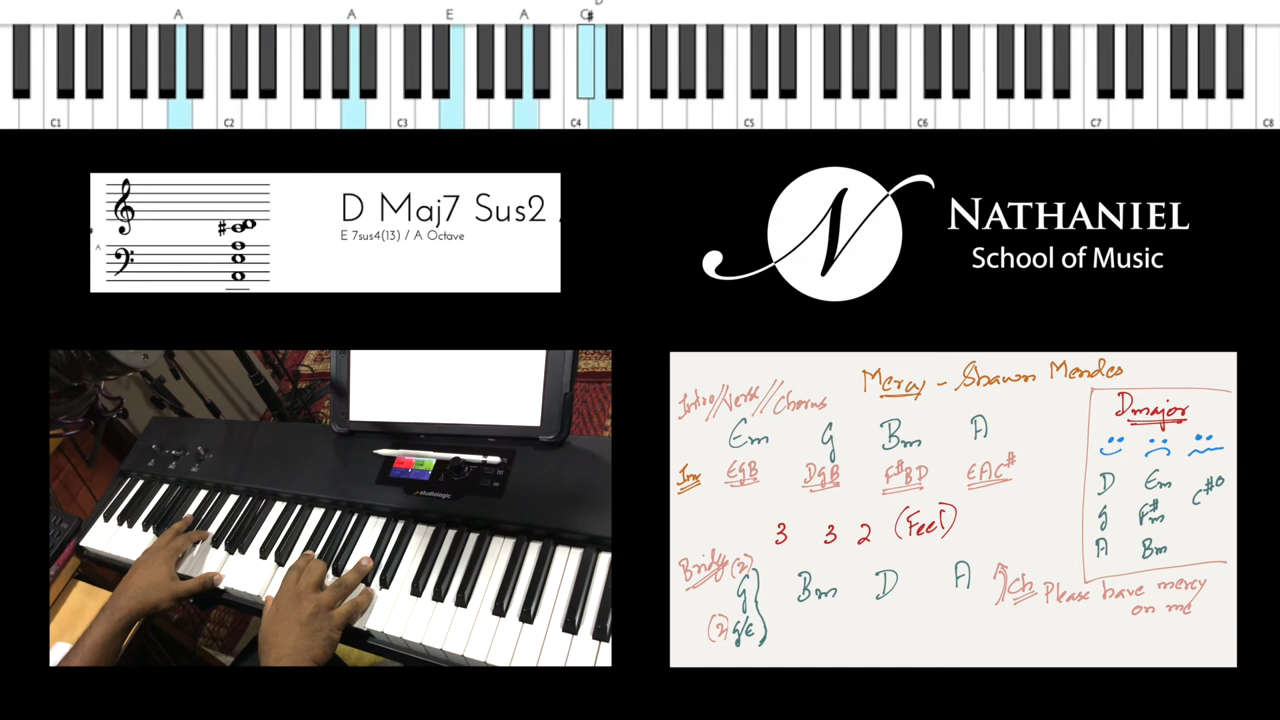 A A E A C# D
C1 C2 C3 C4 C5 C6 C7 C8
D Maj7 Sus2
E 7sus4(13) / A Octave
A
N
NATHANIEL
School of Music
studiologic
Mercy - Shawn Mendes
Intro//Verse//Chorus
Em G Bm A
Inv EGB DGB F#BD EAC#
3 3 2 (Feel)
Bridge (2)
G Bm D A
(2) G/E
Ch Please have mercy
on me
D major
D Em C#o
G F#m
A Bm